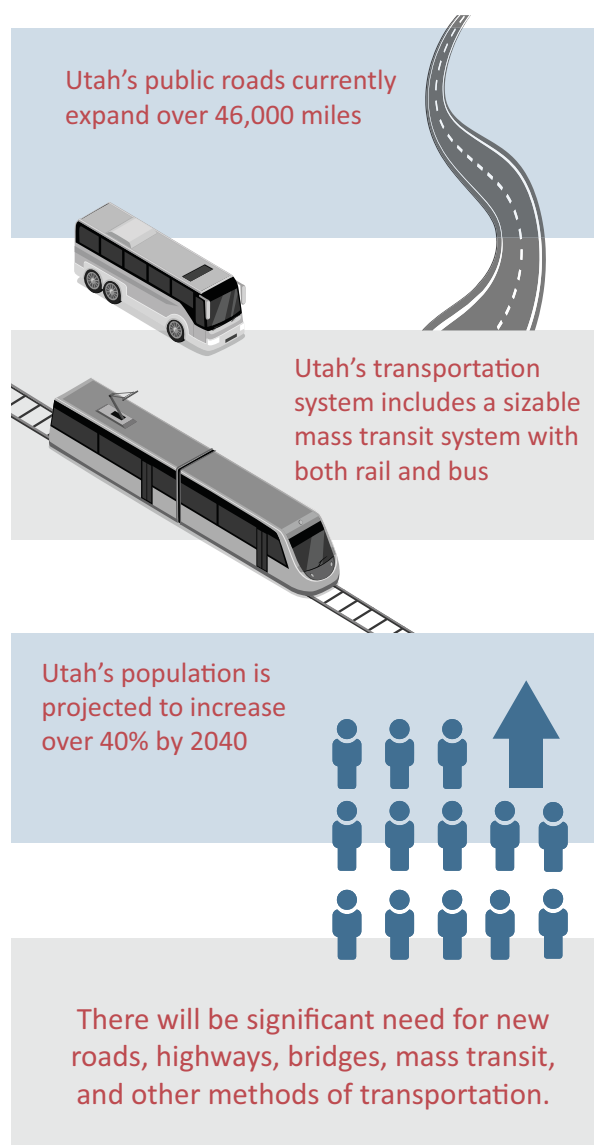 Utah's public roads currently
expand over 46,000 miles
Utah's transportation
system includes a sizable
mass transit system with
both rail and bus
Utah's population is
projected to increase
over 40% by 2040
There will be significant need for new
roads, highways, bridges, mass transit,
and other methods of transportation.